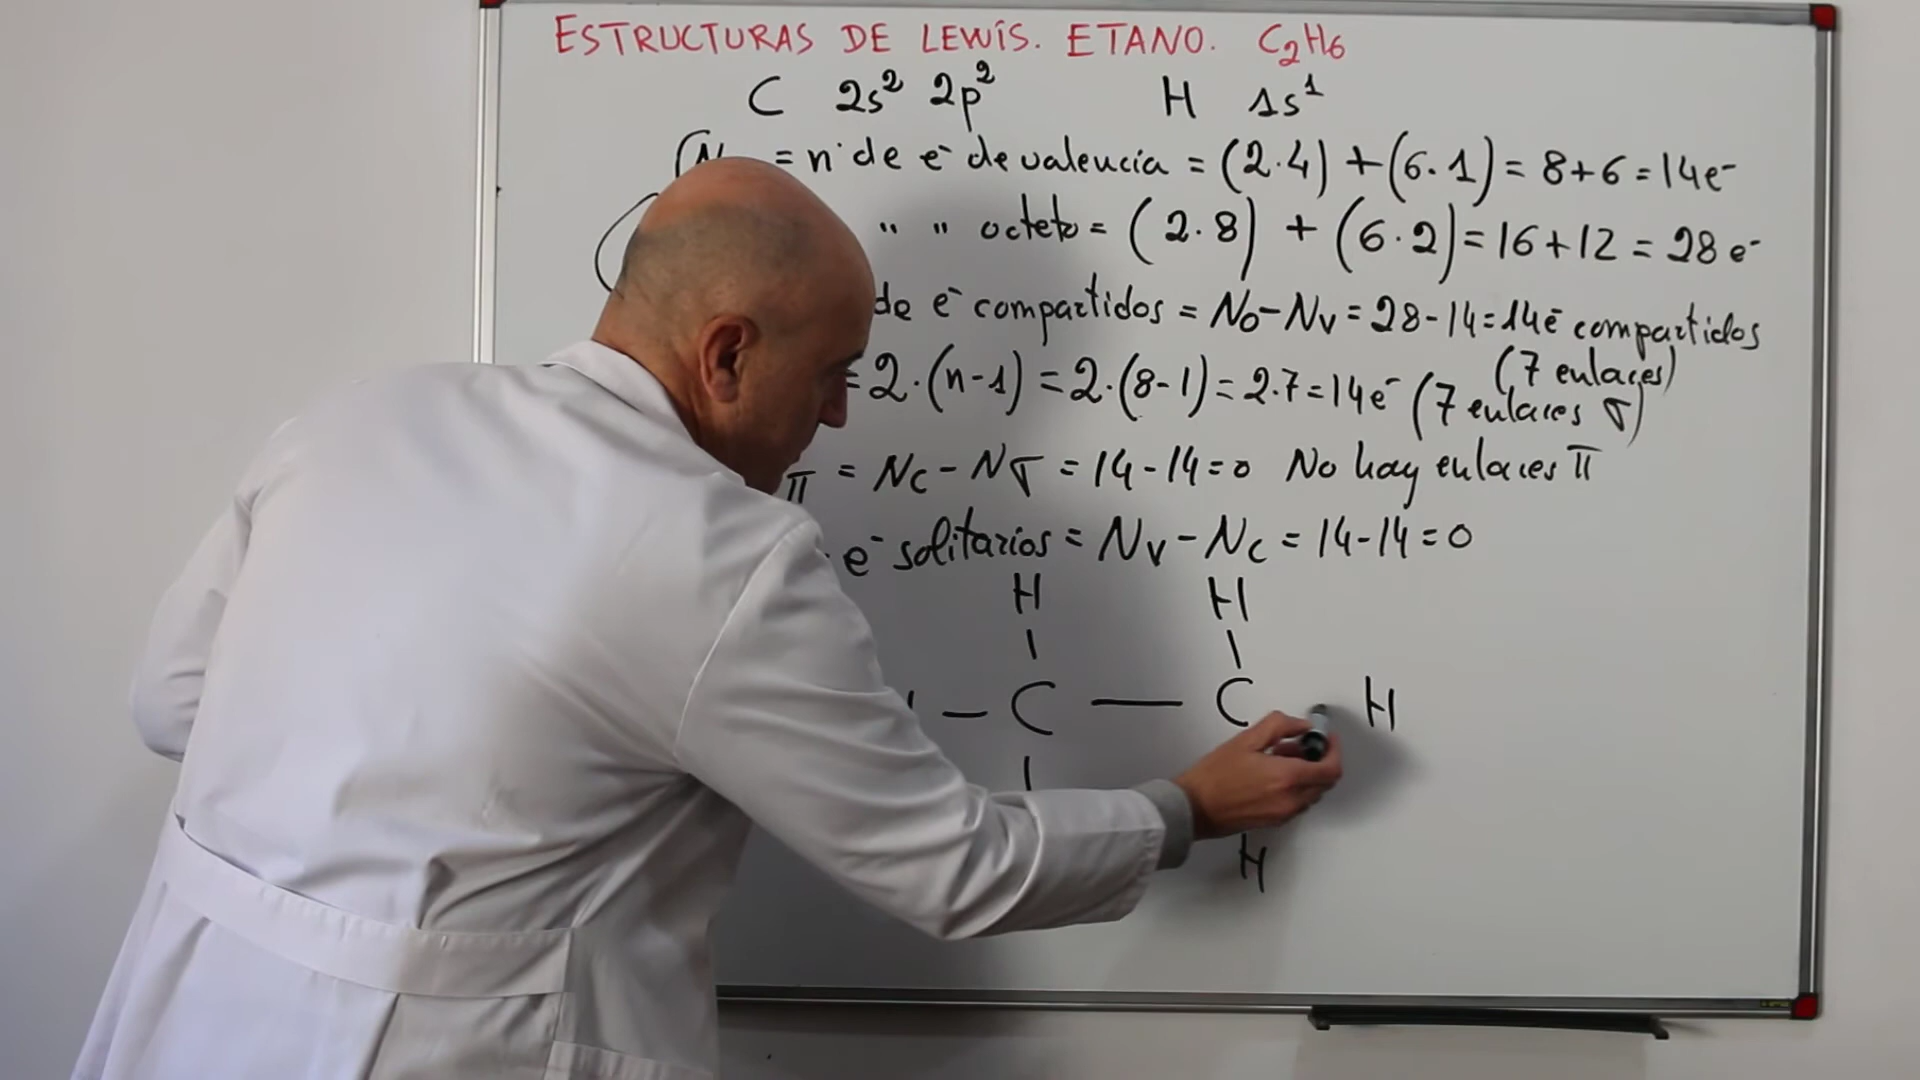 ESTRUCTURAS DE LEWIS. ETANO. C₂H₆
C 2s² 2p² H 1s¹
= nº de e⁻ de valencia = (2·4) + (6·1) = 8+6 = 14e⁻
" " octeto = (2·8) + (6·2) = 16+12 = 28 e⁻
de e⁻ compartidos = No-Nv = 28-14 = 14e⁻ compartidos
(7 enlaces)
= 2·(n-1) = 2·(8-1) = 2·7 = 14e⁻ (7 enlaces σ)
π = Nc - Nσ = 14-14 = 0 No hay enlaces π
e⁻ solitarios = Nv - Nc = 14-14 = 0
H H
– C — C H
H